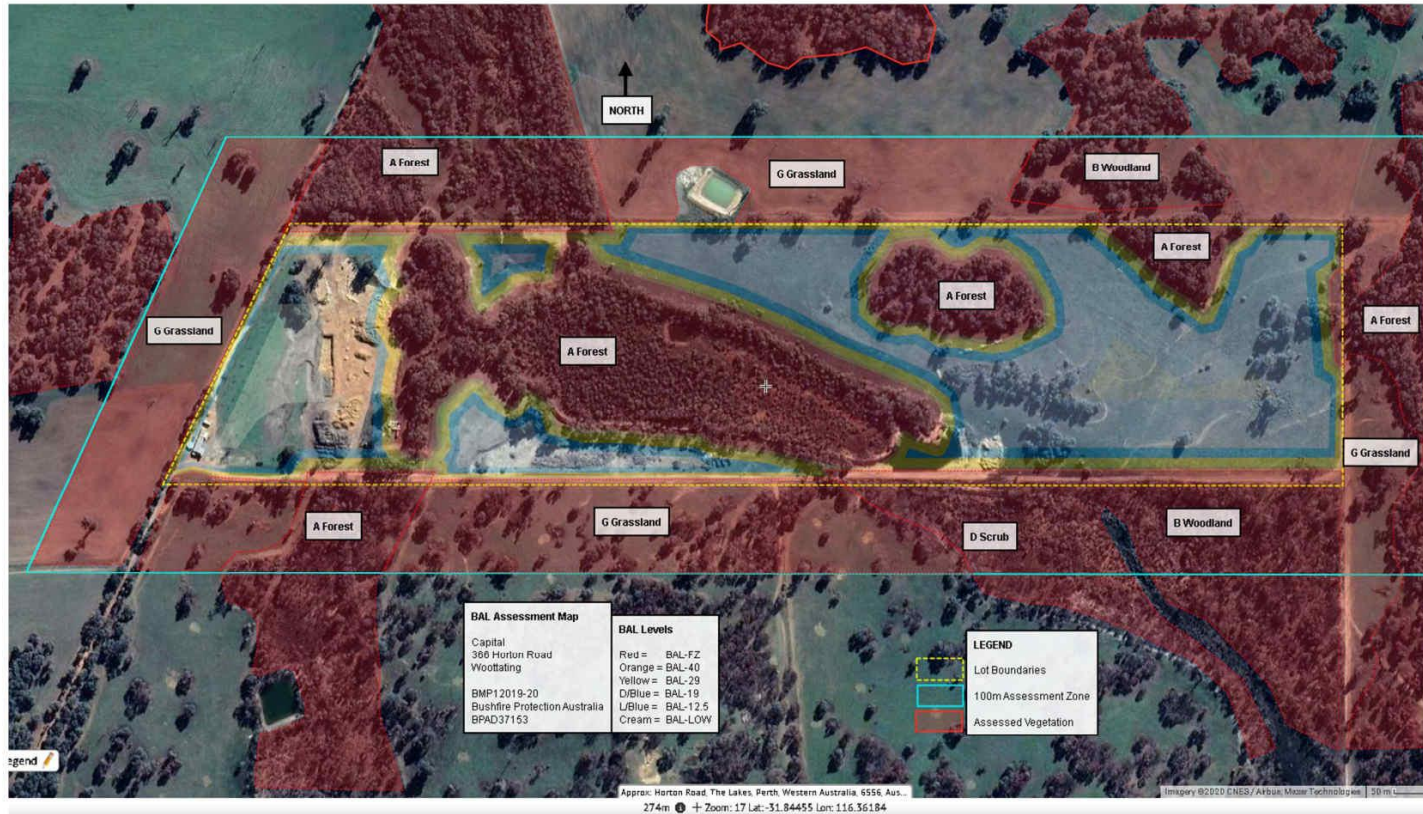 NORTH
A Forest
G Grassland
B Woodland
A Forest
A Forest
A Forest
G Grassland
A Forest
G Grassland
A Forest
G Grassland
B Woodland
D Scrub
BAL Assessment Map
Capital
366 Horton Road
Woottating
BMP12019-20
Bushfire Protection Australia
BPAD37153
BAL Levels
Red = BAL-FZ
Orange = BAL-40
Yellow = BAL-29
D/Blue = BAL-19
L/Blue = BAL-12.5
Cream = BAL-LOW
LEGEND
Lot Boundaries
100m Assessment Zone
Assessed Vegetation
egend
Approx: Horton Road, The Lakes, Perth, Western Australia, 6556, Aus...
Imagery ©2020 CNES / Airbus, Maxar Technologies 50 m
274m + Zoom: 17 Lat:-31.84455 Lon: 116.36184